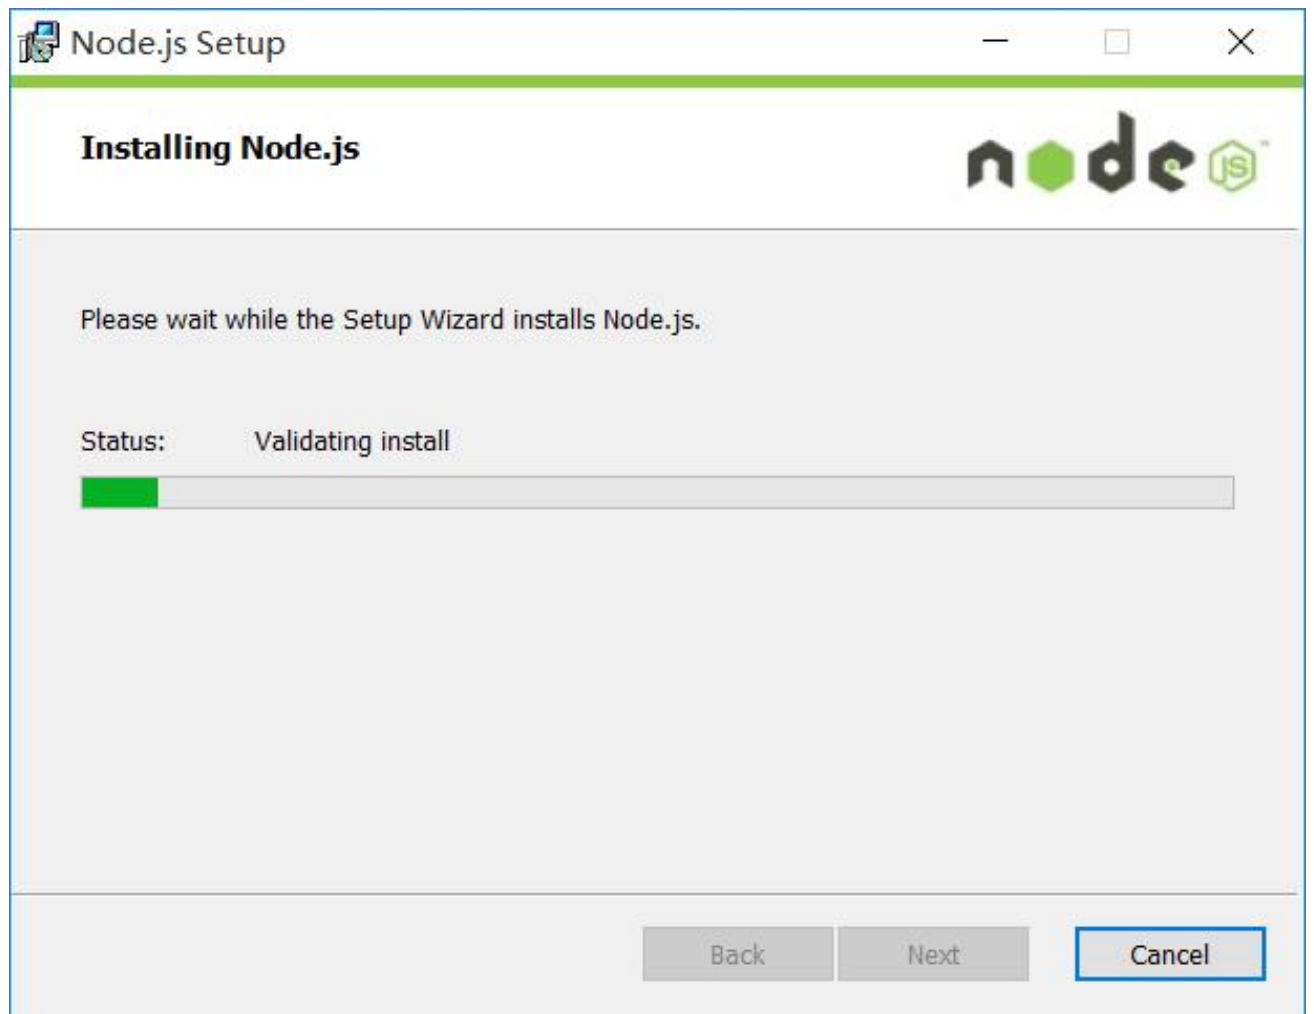 Node.js Setup
Installing Node.js
node JS™
Please wait while the Setup Wizard installs Node.js.
Status: Validating install
Back Next Cancel